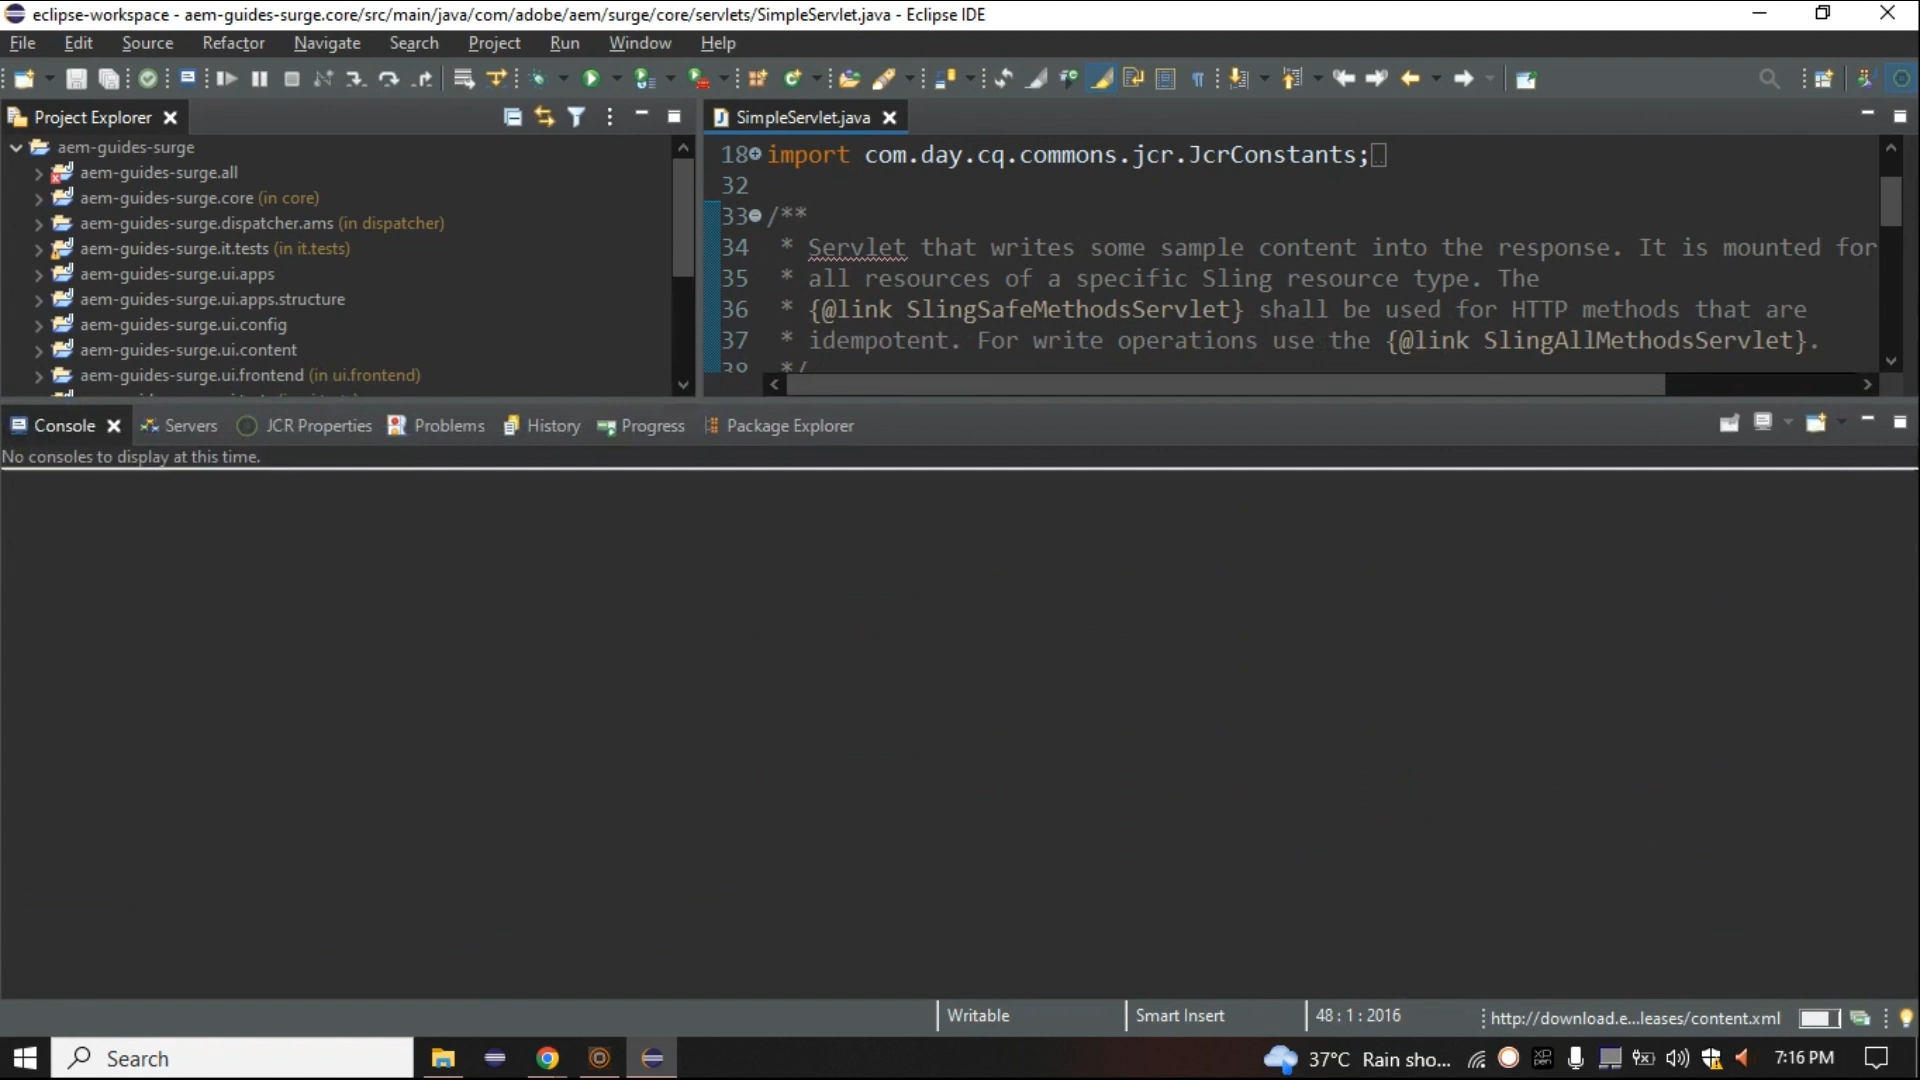 eclipse-workspace - aem-guides-surge.core/src/main/java/com/adobe/aem/surge/core/servlets/SimpleServlet.java - Eclipse IDE
File Edit Source Refactor Navigate Search Project Run Window Help
Project Explorer
aem-guides-surge
aem-guides-surge.all
aem-guides-surge.core (in core)
aem-guides-surge.dispatcher.ams (in dispatcher)
aem-guides-surge.it.tests (in it.tests)
aem-guides-surge.ui.apps
aem-guides-surge.ui.apps.structure
aem-guides-surge.ui.config
aem-guides-surge.ui.content
aem-guides-surge.ui.frontend (in ui.frontend)
SimpleServlet.java
18 import com.day.cq.commons.jcr.JcrConstants;
32
33 /**
34 * Servlet that writes some sample content into the response. It is mounted for
35 * all resources of a specific Sling resource type. The
36 * {@link SlingSafeMethodsServlet} shall be used for HTTP methods that are
37 * idempotent. For write operations use the {@link SlingAllMethodsServlet}.
38 */
Console Servers JCR Properties Problems History Progress Package Explorer
No consoles to display at this time.
Writable Smart Insert 48 : 1 : 2016 http://download.e...leases/content.xml
Search 37°C Rain sho... 7:16 PM